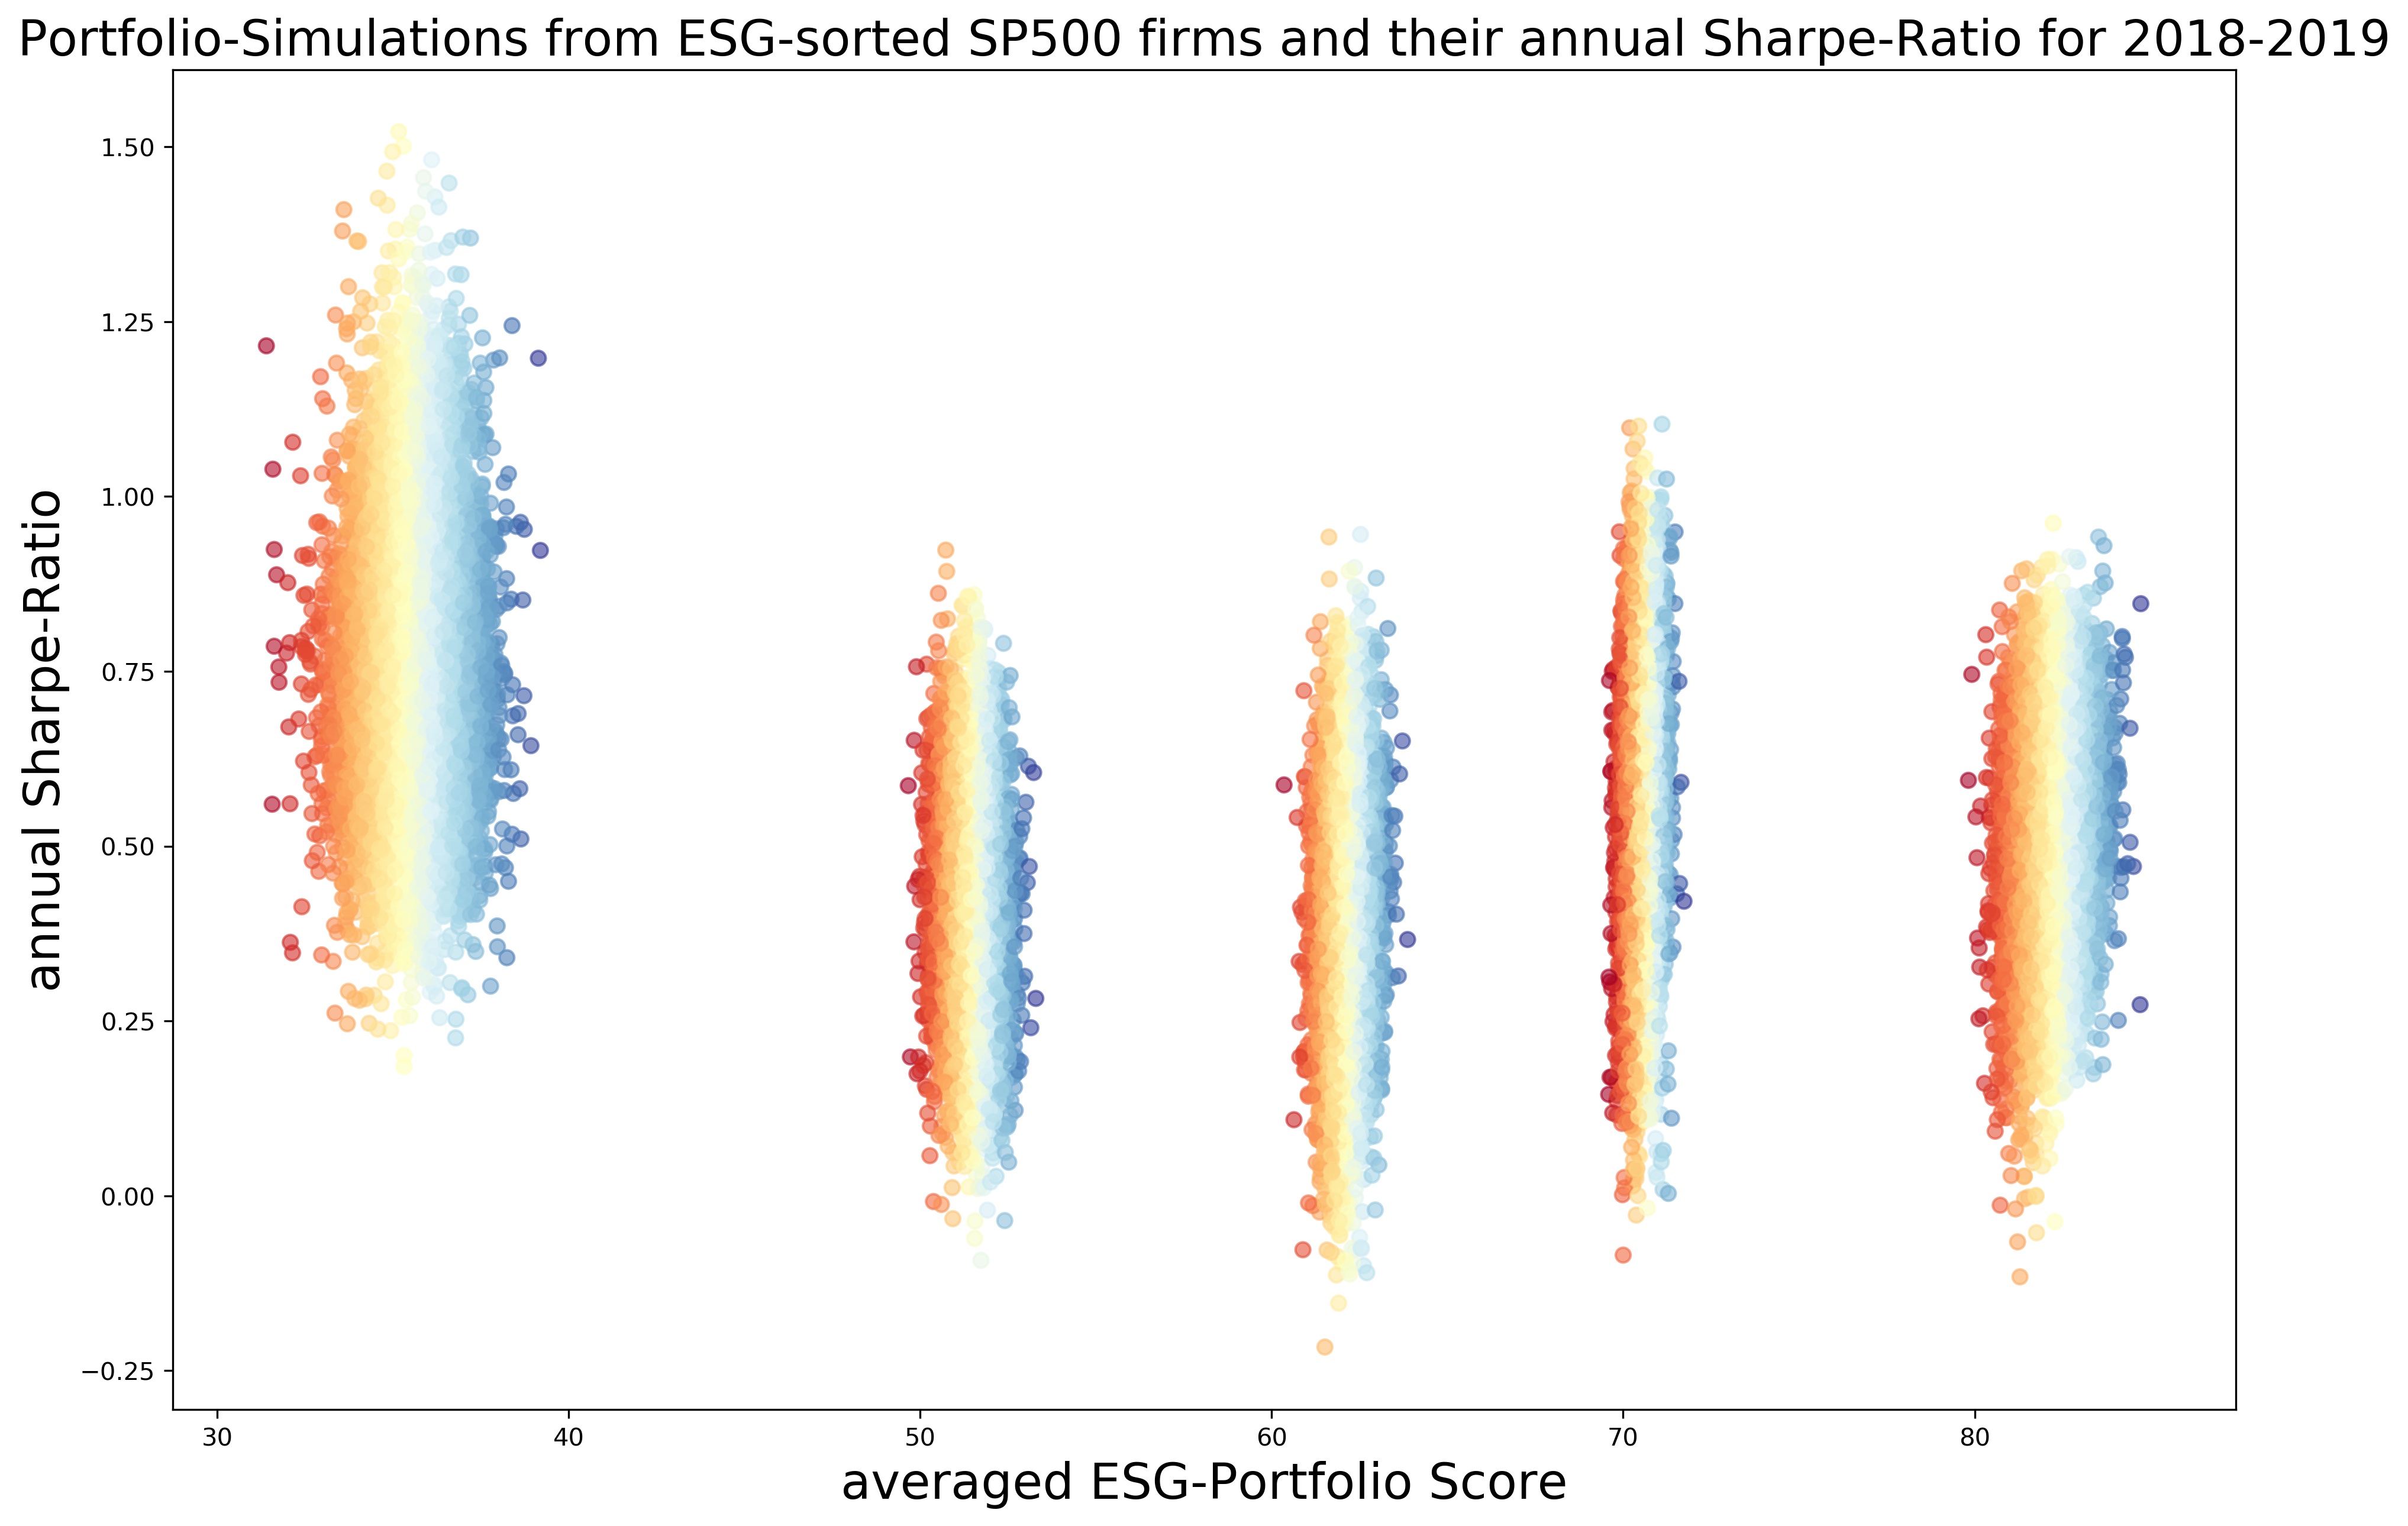 Portfolio-Simulations from ESG-sorted SP500 firms and their annual Sharpe-Ratio for 2018-2019
annual Sharpe-Ratio
1.50
1.25
1.00
0.75
0.50
0.25
0.00
−0.25
30 40 50 60 70 80
averaged ESG-Portfolio Score